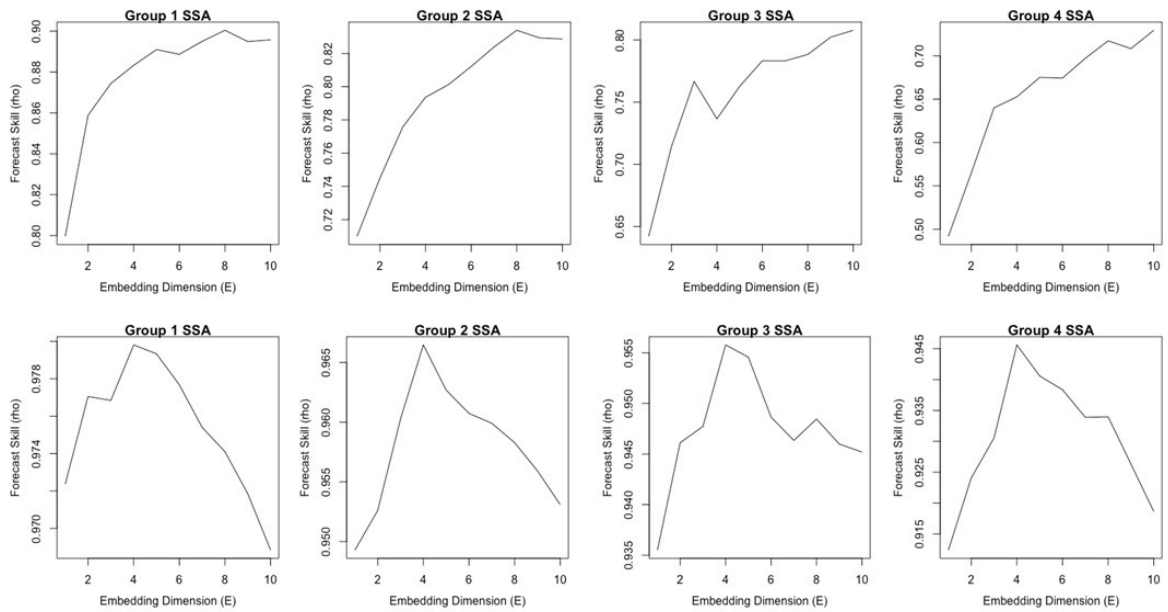 Group 1 SSA
Forecast Skill (rho)
0.90
0.88
0.86
0.84
0.82
0.80
2 4 6 8 10
Embedding Dimension (E)
Group 2 SSA
Forecast Skill (rho)
0.82
0.80
0.78
0.76
0.74
0.72
2 4 6 8 10
Embedding Dimension (E)
Group 3 SSA
Forecast Skill (rho)
0.80
0.75
0.70
0.65
2 4 6 8 10
Embedding Dimension (E)
Group 4 SSA
Forecast Skill (rho)
0.70
0.65
0.60
0.55
0.50
2 4 6 8 10
Embedding Dimension (E)
Group 1 SSA
Forecast Skill (rho)
0.978
0.974
0.970
2 4 6 8 10
Embedding Dimension (E)
Group 2 SSA
Forecast Skill (rho)
0.965
0.960
0.955
0.950
2 4 6 8 10
Embedding Dimension (E)
Group 3 SSA
Forecast Skill (rho)
0.955
0.950
0.945
0.940
0.935
2 4 6 8 10
Embedding Dimension (E)
Group 4 SSA
Forecast Skill (rho)
0.945
0.935
0.925
0.915
2 4 6 8 10
Embedding Dimension (E)